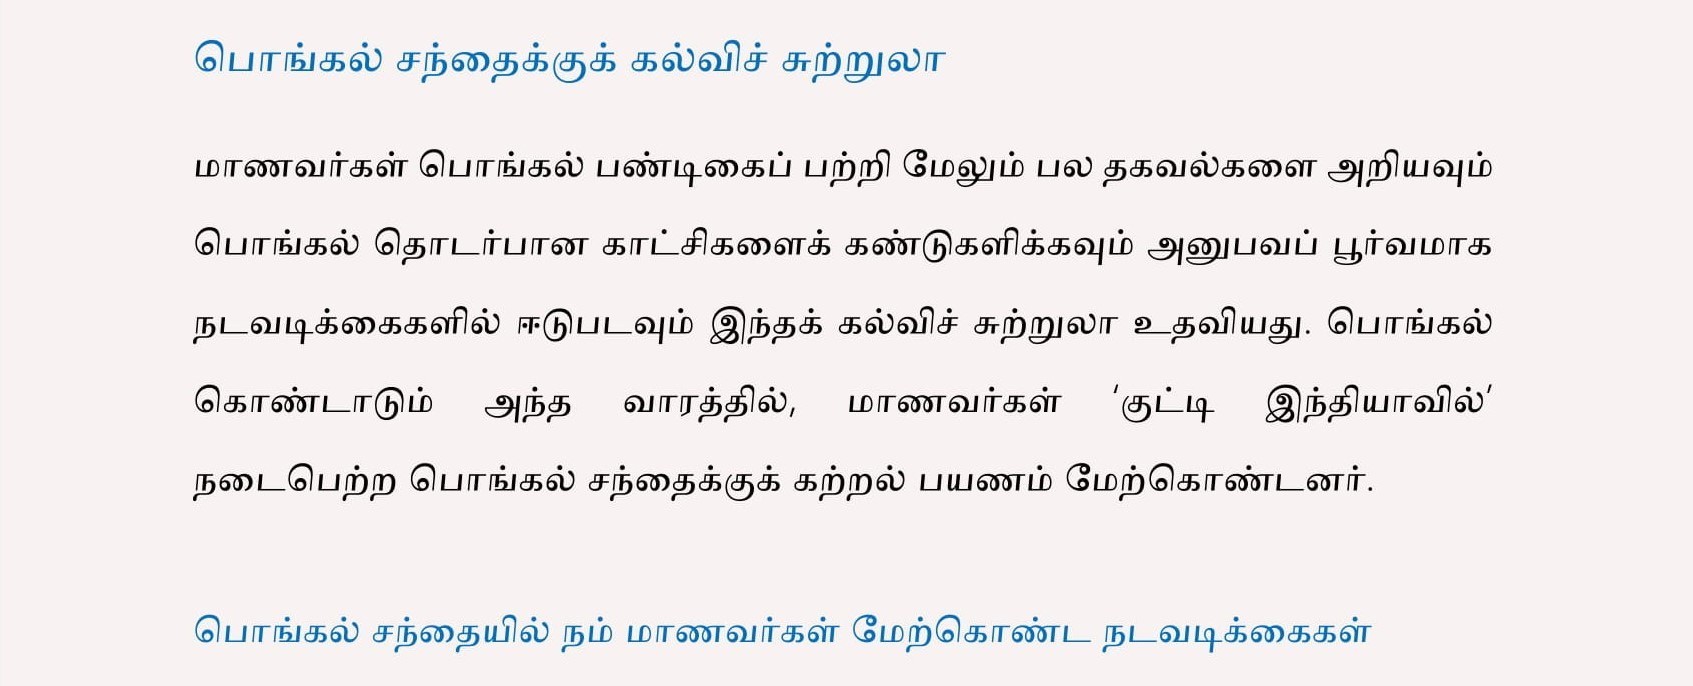 பொங்கல் சந்தைக்குக் கல்விச் சுற்றுலா
மாணவர்கள் பொங்கல் பண்டிகைப் பற்றி மேலும் பல தகவல்களை அறியவும்
பொங்கல் தொடர்பான காட்சிகளைக் கண்டுகளிக்கவும் அனுபவப் பூர்வமாக
நடவடிக்கைகளில் ஈடுபடவும் இந்தக் கல்விச் சுற்றுலா உதவியது. பொங்கல்
கொண்டாடும் அந்த வாரத்தில், மாணவர்கள் ‘குட்டி இந்தியாவில்’
நடைபெற்ற பொங்கல் சந்தைக்குக் கற்றல் பயணம் மேற்கொண்டனர்.
பொங்கல் சந்தையில் நம் மாணவர்கள் மேற்கொண்ட நடவடிக்கைகள்